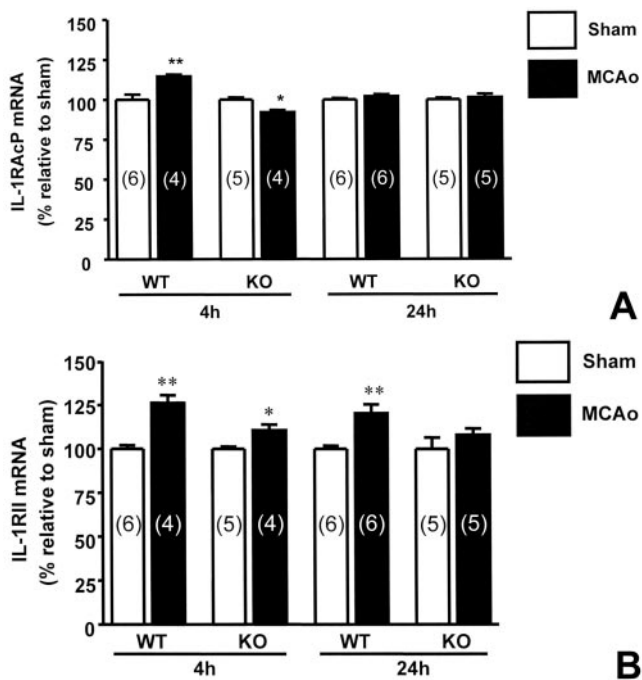 IL-1RAcP mRNA
(% relative to sham)
150
125
100
75
50
25
0
**
*
(6) (4) (5) (4) (6) (6) (5) (5)
WT KO WT KO
4h 24h
Sham
MCAo
A
IL-1RII mRNA
(% relative to sham)
150
125
100
75
50
25
0
**
*
**
(6) (4) (5) (4) (6) (6) (5) (5)
WT KO WT KO
4h 24h
Sham
MCAo
B